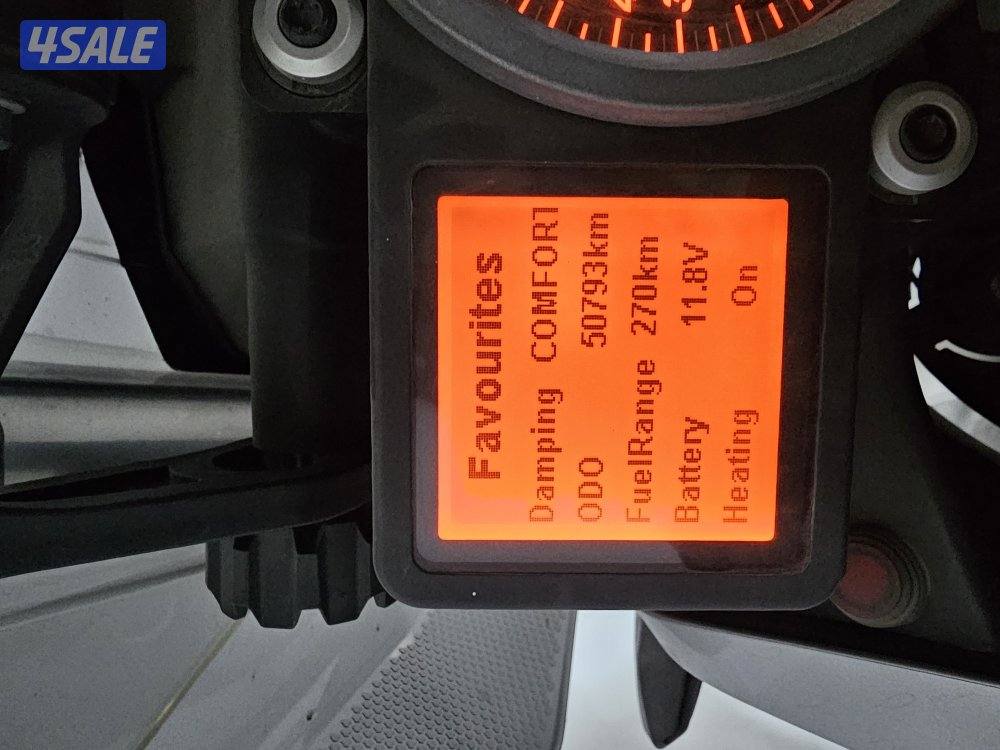 4SALE
Favourites
Damping COMFORT
ODO 50793km
FuelRange 270km
Battery 11.8V
Heating On